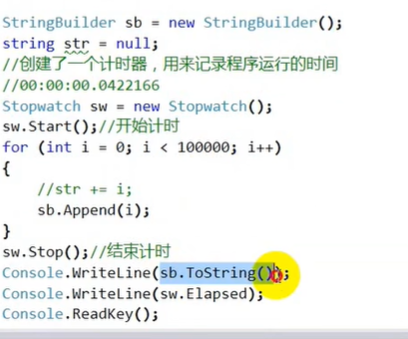 StringBuilder sb = new StringBuilder();
string str = null;
//创建了一个计时器，用来记录程序运行的时间
//00:00:00.0422166
Stopwatch sw = new Stopwatch();
sw.Start();//开始计时
for (int i = 0; i < 100000; i++)
{
//str += i;
sb.Append(i);
}
sw.Stop();//结束计时
Console.WriteLine(sb.ToString());
Console.WriteLine(sw.Elapsed);
Console.ReadKey();